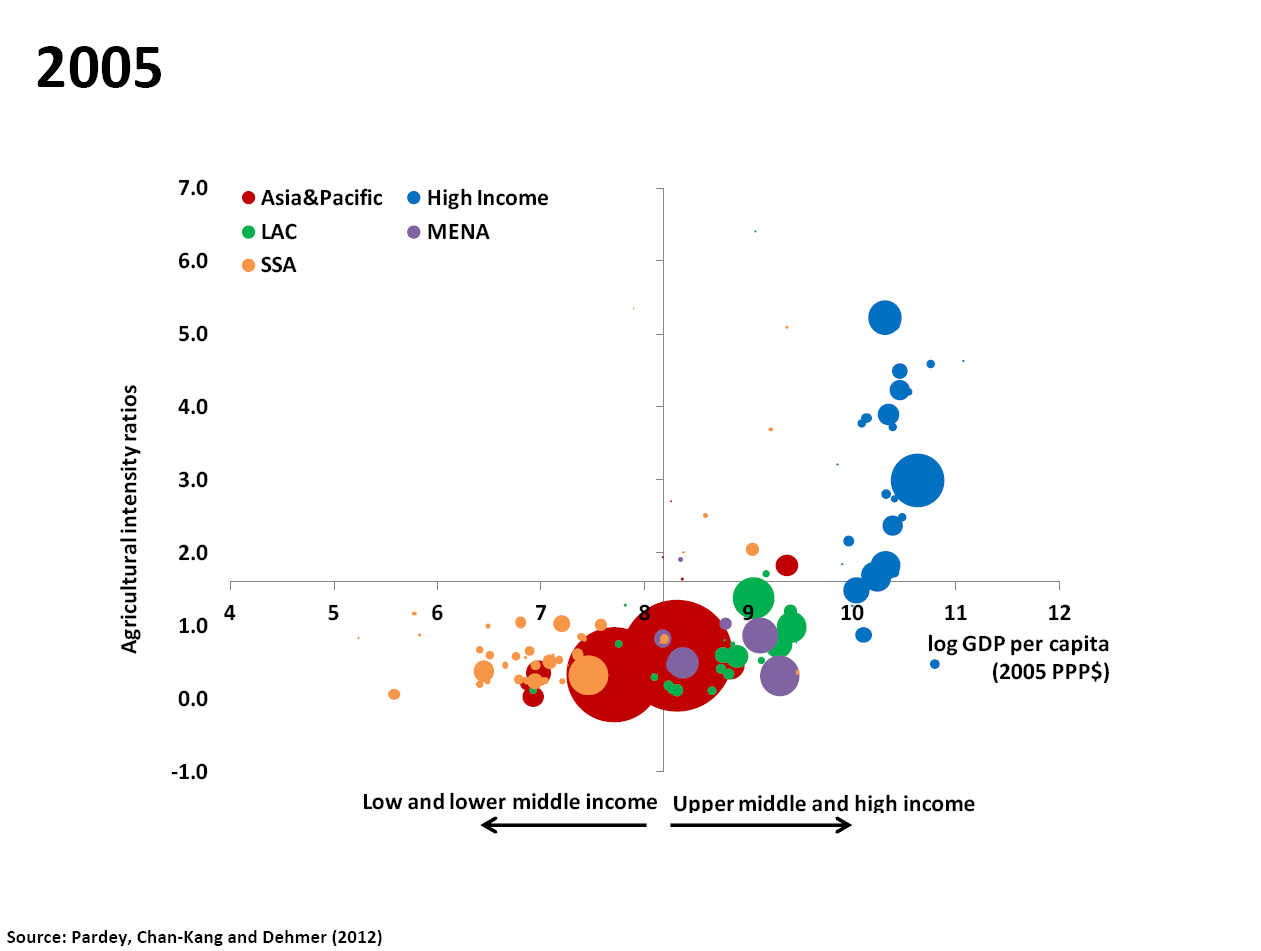 2005
7.0
6.0
5.0
4.0
3.0
2.0
1.0
0.0
-1.0
Asia&Pacific
High Income
LAC
MENA
SSA
Agricultural intensity ratios
4 5 6 7 8 9 10 11 12
log GDP per capita
(2005 PPP$)
Low and lower middle income
Upper middle and high income
Source: Pardey, Chan-Kang and Dehmer (2012)